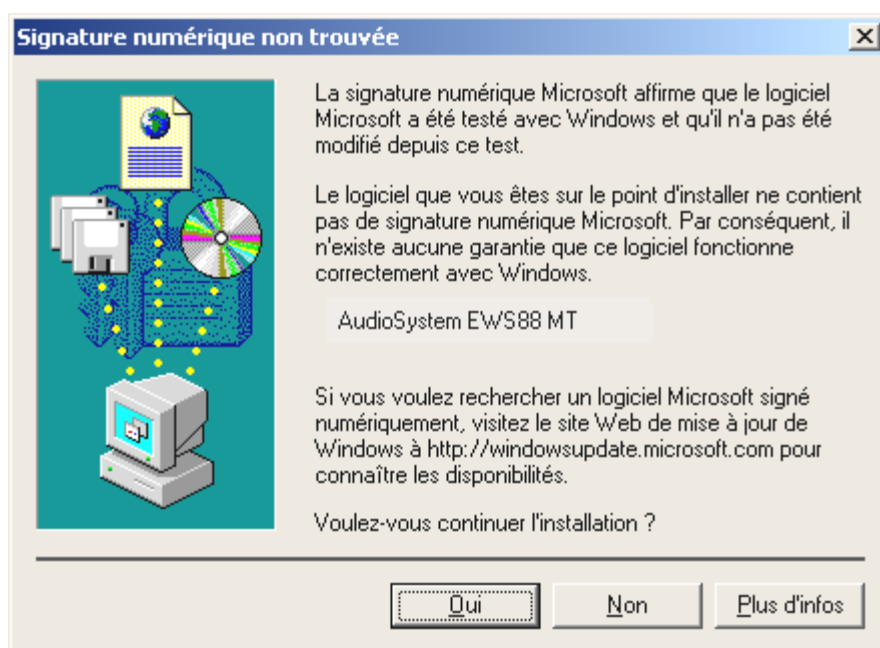 Signature numérique non trouvée
La signature numérique Microsoft affirme que le logiciel
Microsoft a été testé avec Windows et qu'il n'a pas été
modifié depuis ce test.
Le logiciel que vous êtes sur le point d'installer ne contient
pas de signature numérique Microsoft. Par conséquent, il
n'existe aucune garantie que ce logiciel fonctionne
correctement avec Windows.
AudioSystem EWS88 MT
Si vous voulez rechercher un logiciel Microsoft signé
numériquement, visitez le site Web de mise à jour de
Windows à http://windowsupdate.microsoft.com pour
connaître les disponibilités.
Voulez-vous continuer l'installation ?
Oui Non Plus d'infos